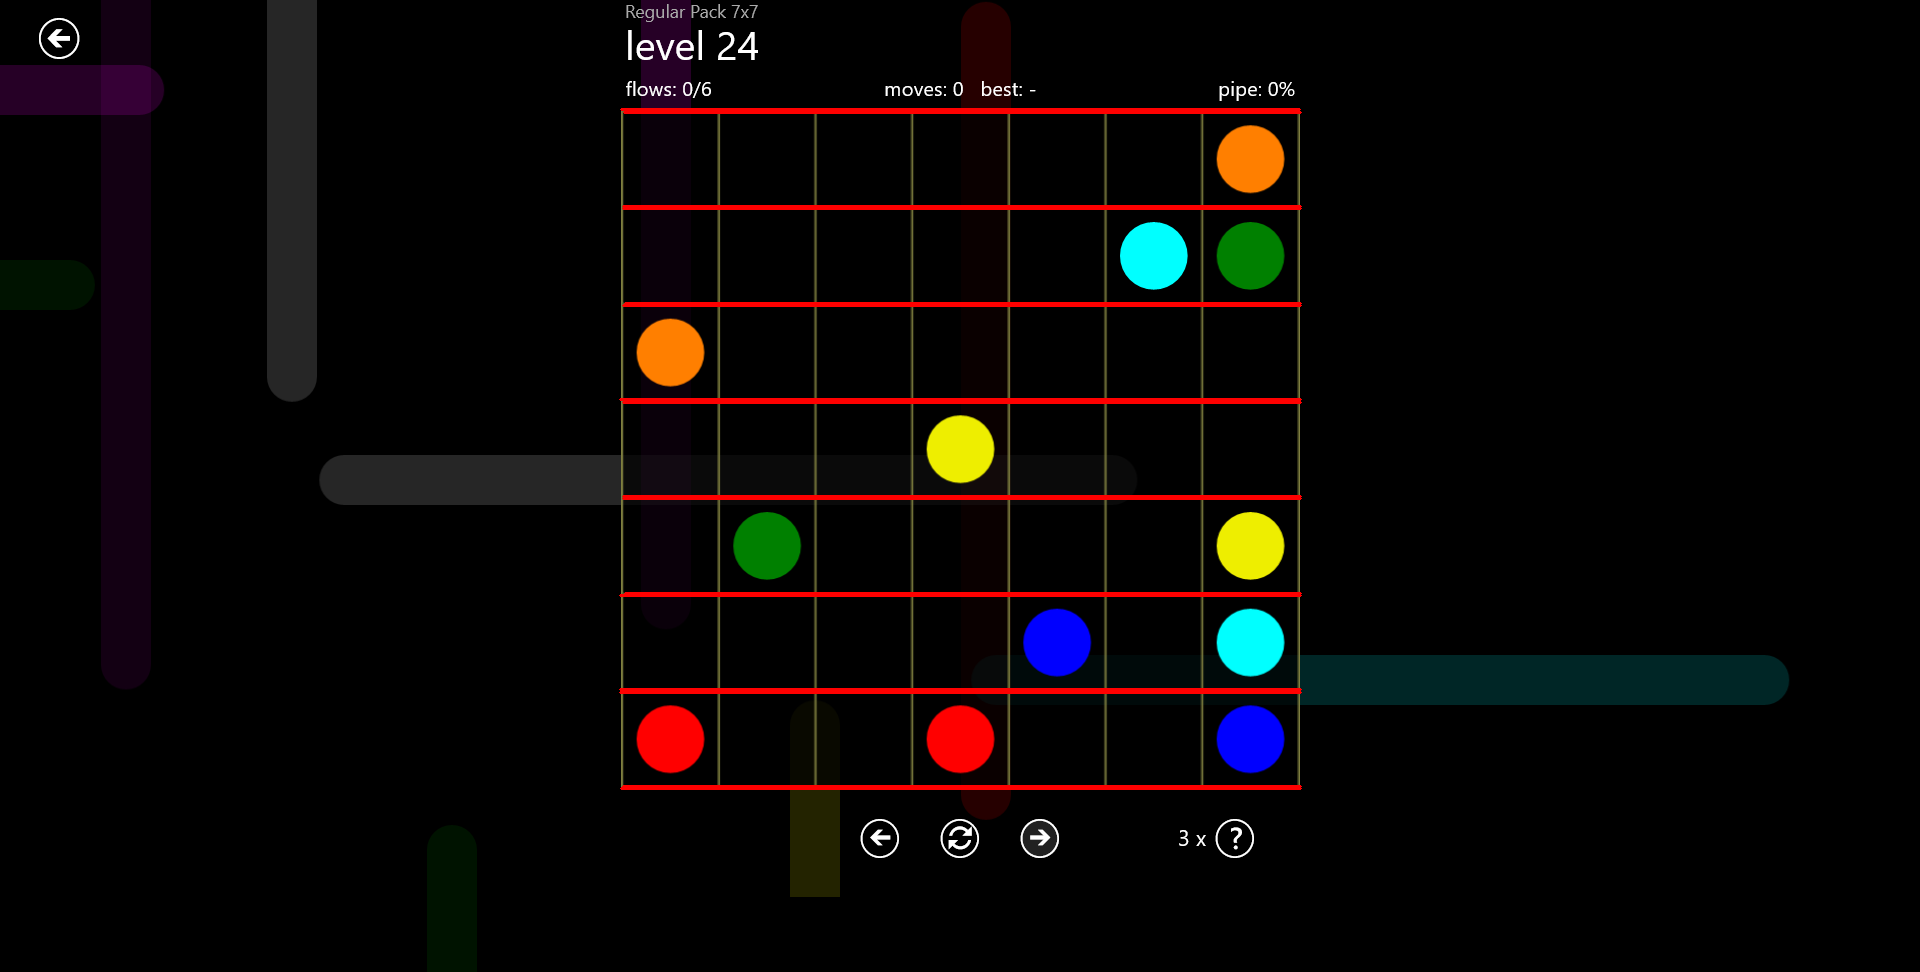 Regular Pack 7x7
level 24
flows: 0/6 moves: 0 best: - pipe: 0%
3 x ?